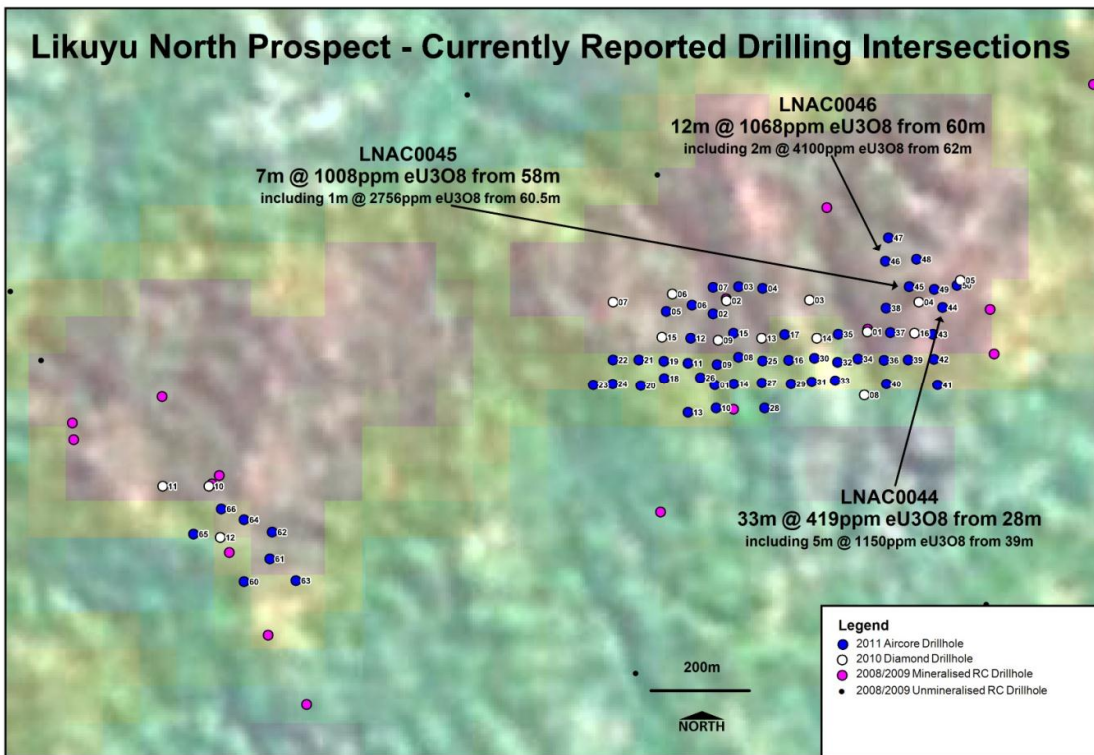 Likuyu North Prospect - Currently Reported Drilling Intersections
LNAC0046
12m @ 1068ppm eU3O8 from 60m
including 2m @ 4100ppm eU3O8 from 62m
LNAC0045
7m @ 1008ppm eU3O8 from 58m
including 1m @ 2756ppm eU3O8 from 60.5m
47
46 48
05
45 49 50
07 03 04
06
07 02 03 04 44
05 06 02 38
15 12 09 15 13 17 14 35 01 37 16 43
22 21 19 11 09 08 25 16 30 32 34 36 39 42
23 24 20 18 26 01 14 27 29 31 33 40 41
08
13 10 28
11 10
66
64
65 12 62
61
60 63
LNAC0044
33m @ 419ppm eU3O8 from 28m
including 5m @ 1150ppm eU3O8 from 39m
Legend
2011 Aircore Drillhole
2010 Diamond Drillhole
2008/2009 Mineralised RC Drillhole
2008/2009 Unmineralised RC Drillhole
200m
NORTH